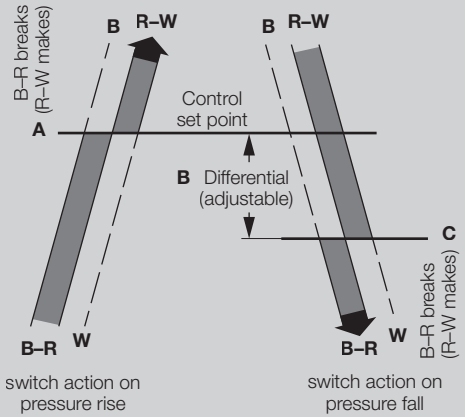 B R–W
B R–W
B–R breaks
(R–W makes)
Control
set point
A
B Differential
(adjustable)
C
B–R breaks
(R–W makes)
B–R W
B–R W
switch action on
pressure rise
switch action on
pressure fall